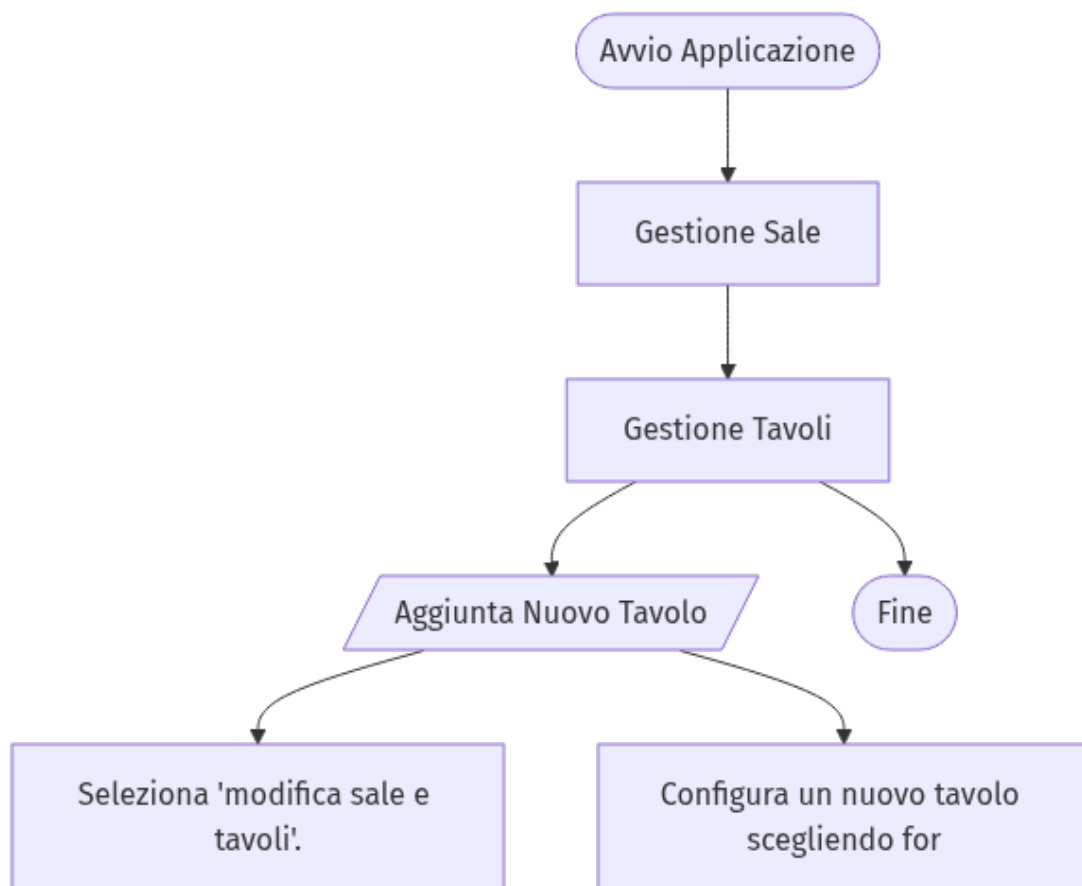 Avvio Applicazione
Gestione Sale
Gestione Tavoli
Aggiunta Nuovo Tavolo
Fine
Seleziona 'modifica sale e
tavoli'.
Configura un nuovo tavolo
scegliendo for